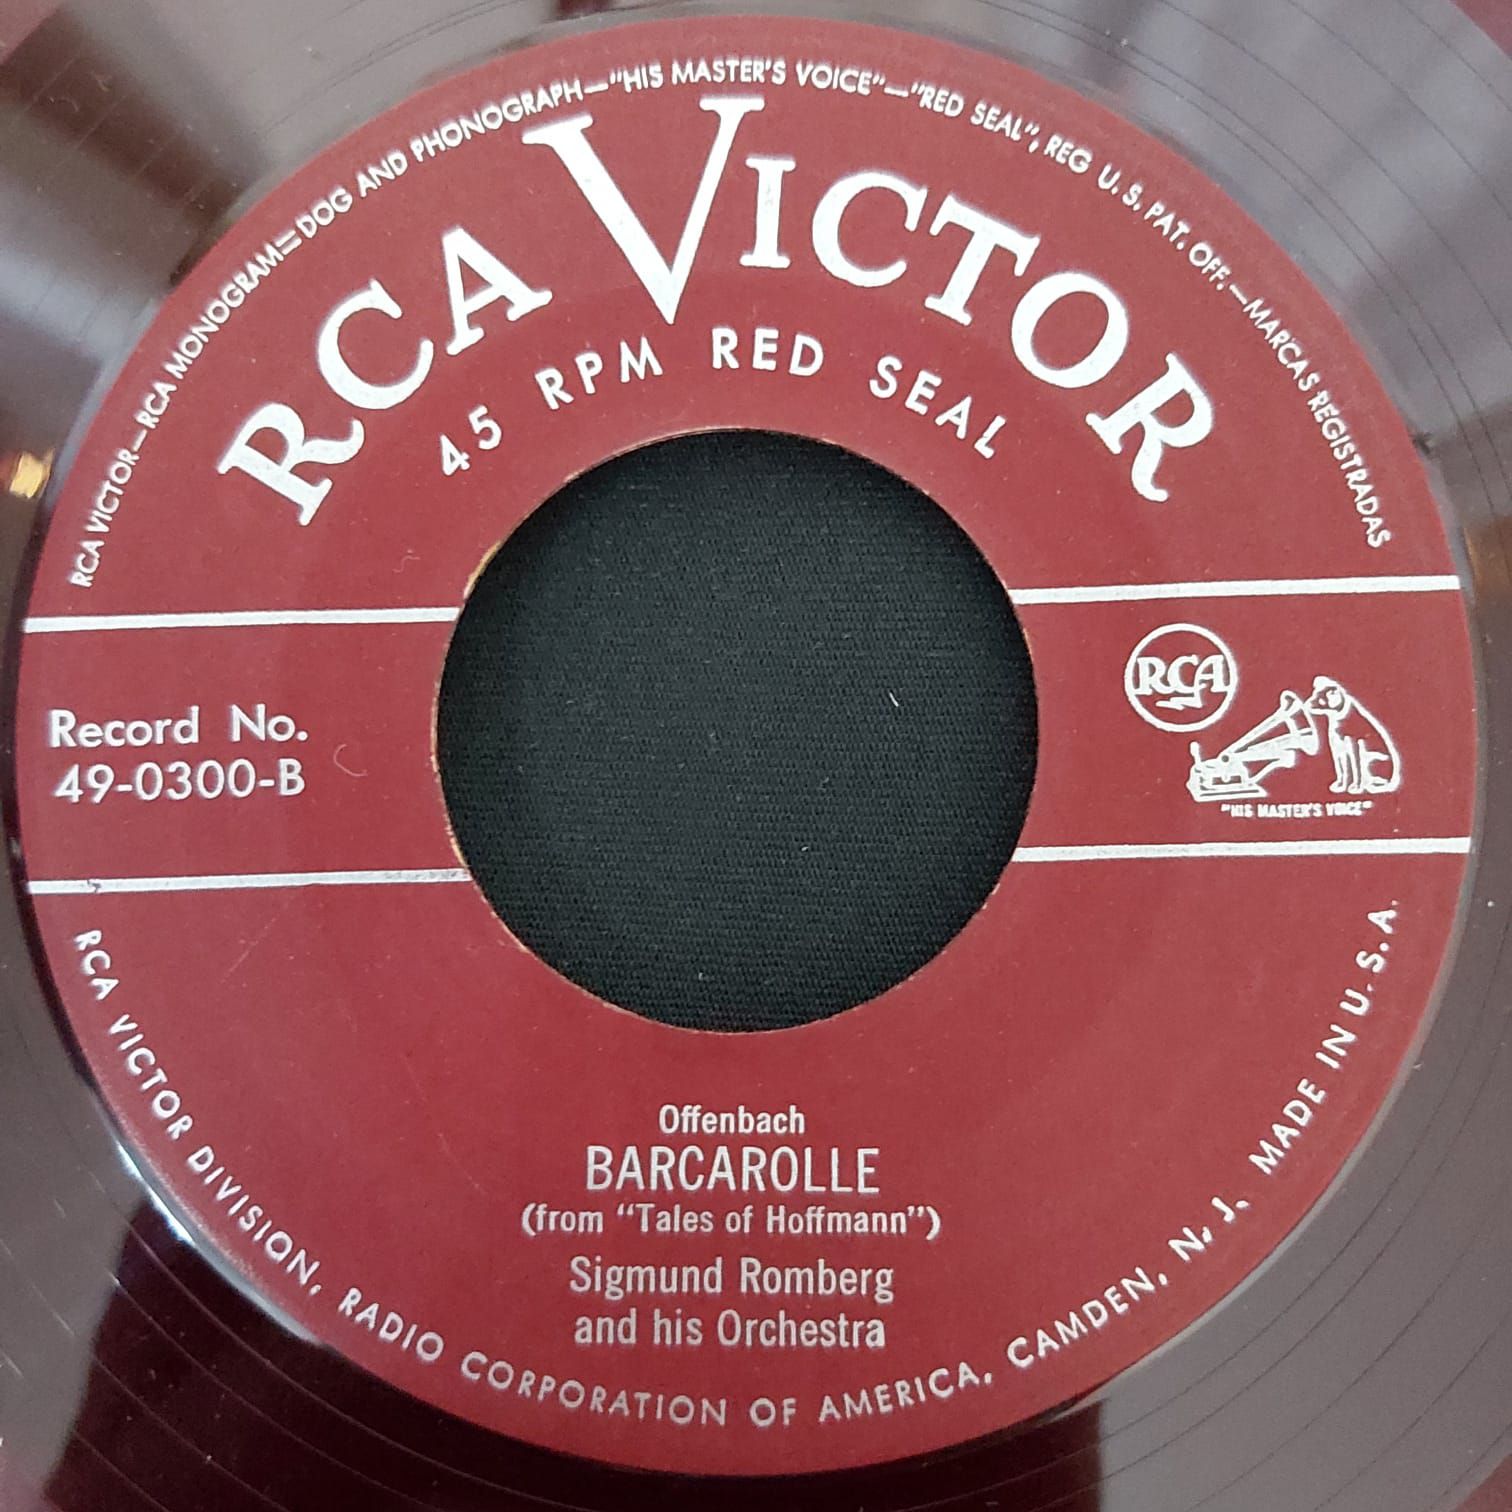 RCA VICTOR—RCA MONOGRAM—DOG AND PHONOGRAPH—"HIS MASTER'S VOICE"—"RED SEAL", REG U.S. PAT. OFF.—MARCAS REGISTRADAS
RCA VICTOR
45 RPM RED SEAL
Record No.
49-0300-B
RCA
"HIS MASTER'S VOICE"
Offenbach
BARCAROLLE
(from "Tales of Hoffmann")
Sigmund Romberg
and his Orchestra
RCA VICTOR DIVISION, RADIO CORPORATION OF AMERICA, CAMDEN, N. J. MADE IN U.S.A.